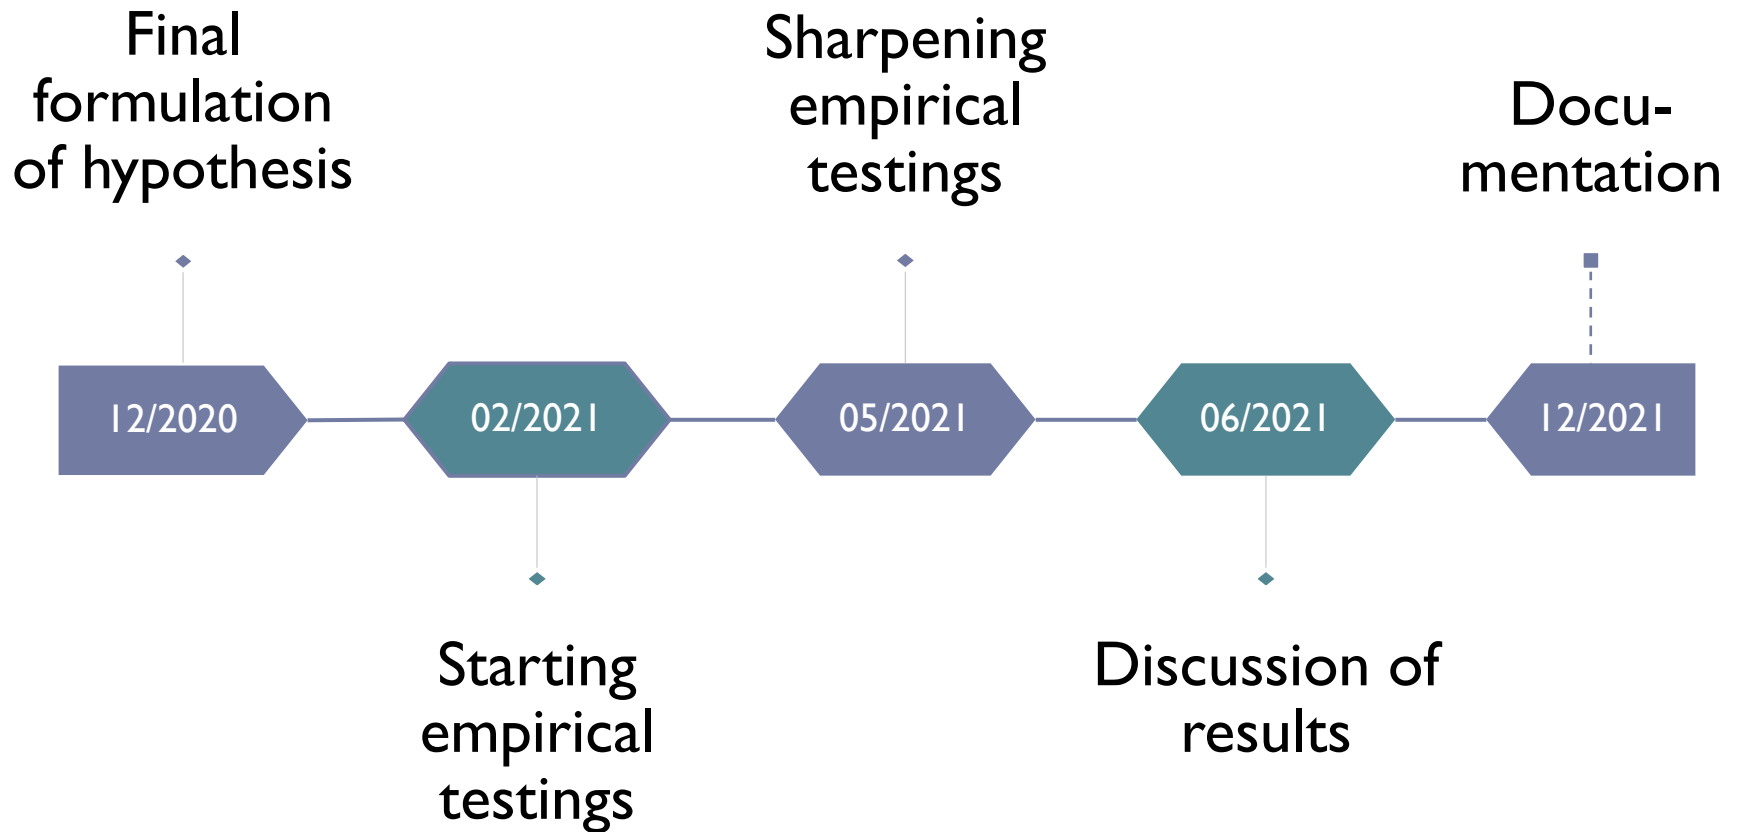 Final
formulation
of hypothesis
Sharpening
empirical
testings
Docu-
mentation
12/2020
02/2021
05/2021
06/2021
12/2021
Starting
empirical
testings
Discussion of
results